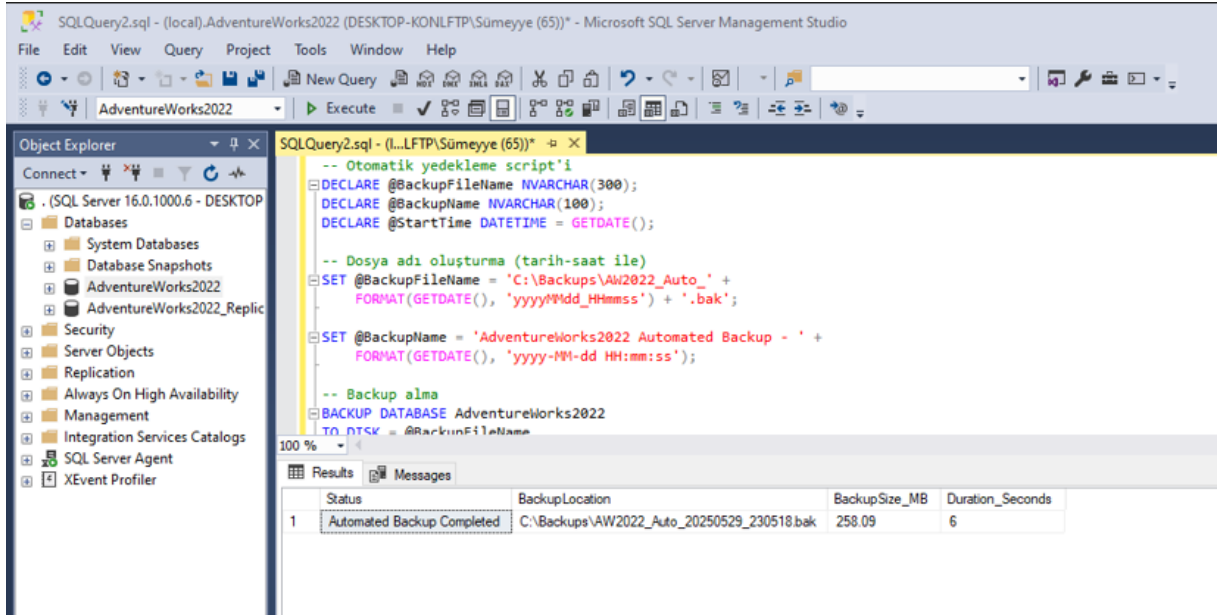 SQLQuery2.sql - (local).AdventureWorks2022 (DESKTOP-KONLFTP\Sümeyye (65))* - Microsoft SQL Server Management Studio
File Edit View Query Project Tools Window Help
New Query
AdventureWorks2022 Execute
Object Explorer
Connect
. (SQL Server 16.0.1000.6 - DESKTOP
Databases
System Databases
Database Snapshots
AdventureWorks2022
AdventureWorks2022_Replic
Security
Server Objects
Replication
Always On High Availability
Management
Integration Services Catalogs
SQL Server Agent
XEvent Profiler
SQLQuery2.sql - (l...LFTP\Sümeyye (65))*
-- Otomatik yedekleme script'i
DECLARE @BackupFileName NVARCHAR(300);
DECLARE @BackupName NVARCHAR(100);
DECLARE @StartTime DATETIME = GETDATE();
-- Dosya adı oluşturma (tarih-saat ile)
SET @BackupFileName = 'C:\Backups\AW2022_Auto_' +
FORMAT(GETDATE(), 'yyyyMMdd_HHmmss') + '.bak';
SET @BackupName = 'AdventureWorks2022 Automated Backup - ' +
FORMAT(GETDATE(), 'yyyy-MM-dd HH:mm:ss');
-- Backup alma
BACKUP DATABASE AdventureWorks2022
TO DISK = @BackupFileName
100 %
Results Messages
Status BackupLocation BackupSize_MB Duration_Seconds
1 Automated Backup Completed C:\Backups\AW2022_Auto_20250529_230518.bak 258.09 6